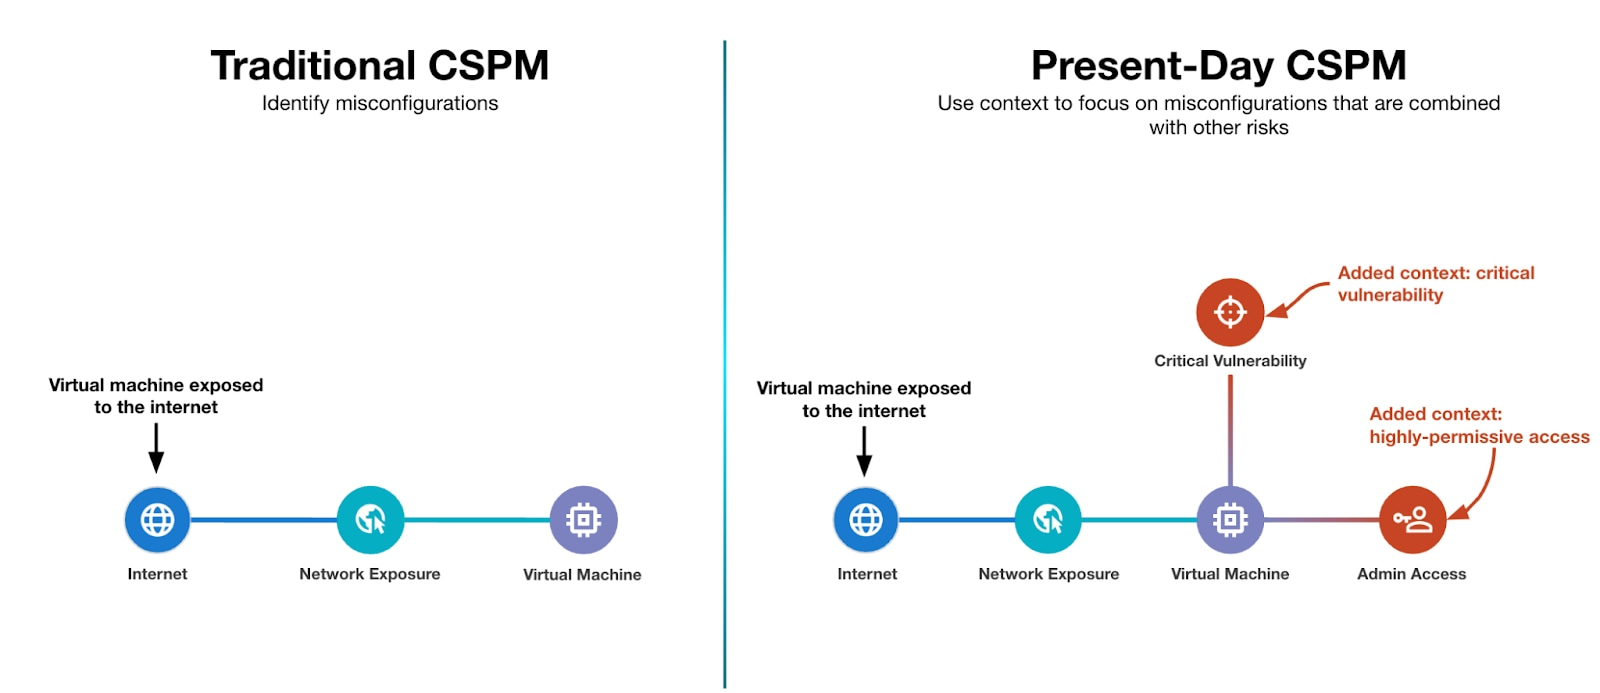 Traditional CSPM
Identify misconfigurations
Virtual machine exposed
to the internet
Internet
Network Exposure
Virtual Machine
Present-Day CSPM
Use context to focus on misconfigurations that are combined
with other risks
Added context: critical
vulnerability
Critical Vulnerability
Virtual machine exposed
to the internet
Added context:
highly-permissive access
Internet
Network Exposure
Virtual Machine
Admin Access